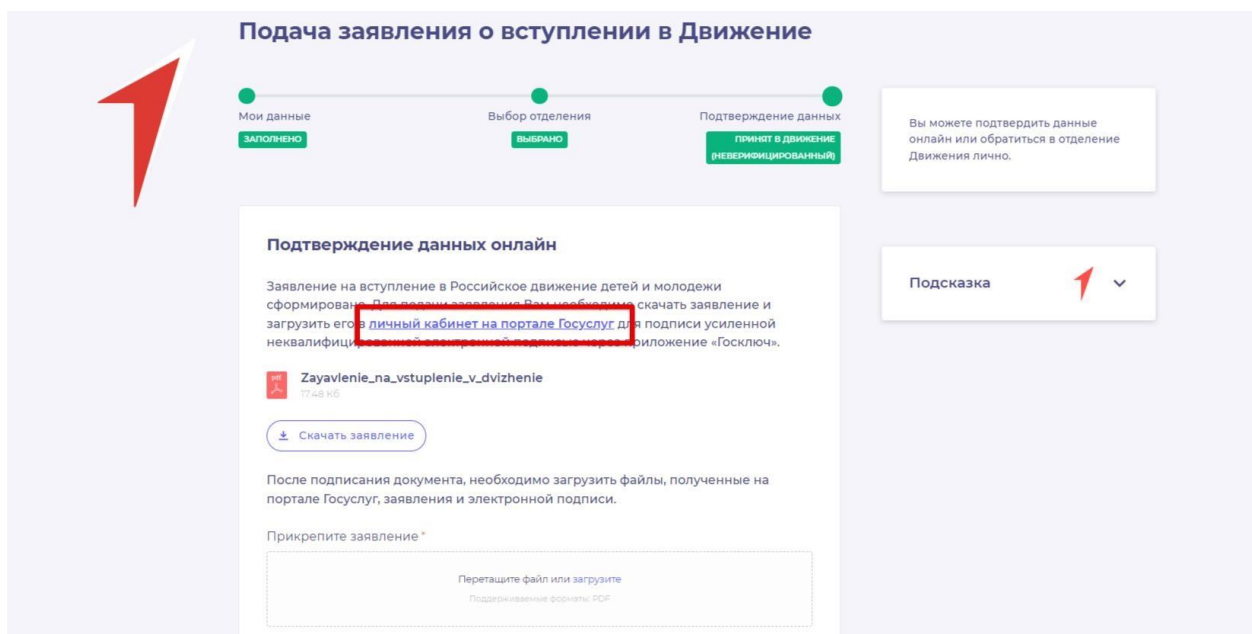 Подача заявления о вступлении в Движение
Мои данные
ЗАПОЛНЕНО
Выбор отделения
ВЫБРАНО
Подтверждение данных
ПРИНЯТ В ДВИЖЕНИЕ
(НЕВЕРИФИЦИРОВАННЫЙ)
Вы можете подтвердить данные
онлайн или обратиться в отделение
Движения лично.
Подтверждение данных онлайн
Заявление на вступление в Российское движение детей и молодежи
сформировано. Для подачи заявления Вам необходимо скачать заявление и
загрузить его в личный кабинет на портале Госуслуг для подписи усиленной
неквалифицированной электронной подписью через приложение «Госключ».
Подсказка
pdf
Zayavlenie_na_vstuplenie_v_dvizhenie
17.48 Кб
Скачать заявление
После подписания документа, необходимо загрузить файлы, полученные на
портале Госуслуг, заявления и электронной подписи.
Прикрепите заявление *
Перетащите файл или загрузите
Поддерживаемые форматы: PDF